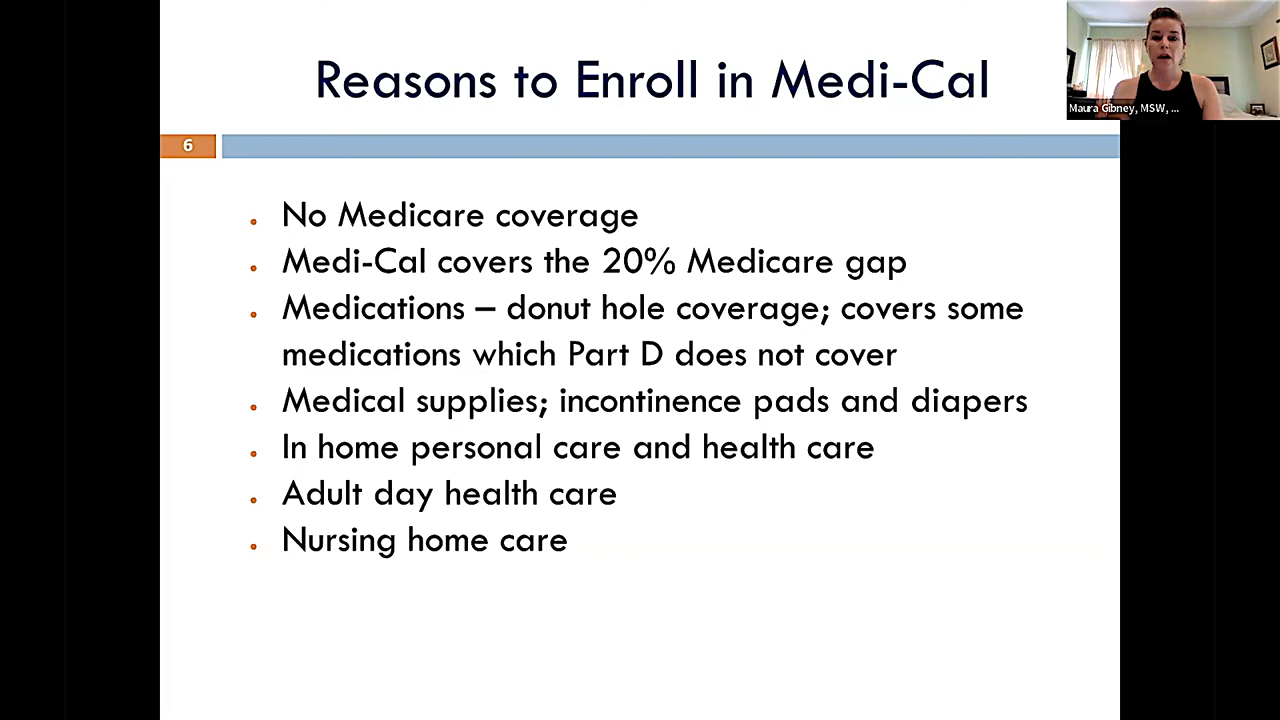 Reasons to Enroll in Medi-Cal
Maura Gibney, MSW, ...
6
No Medicare coverage
Medi-Cal covers the 20% Medicare gap
Medications – donut hole coverage; covers some
medications which Part D does not cover
Medical supplies; incontinence pads and diapers
In home personal care and health care
Adult day health care
Nursing home care